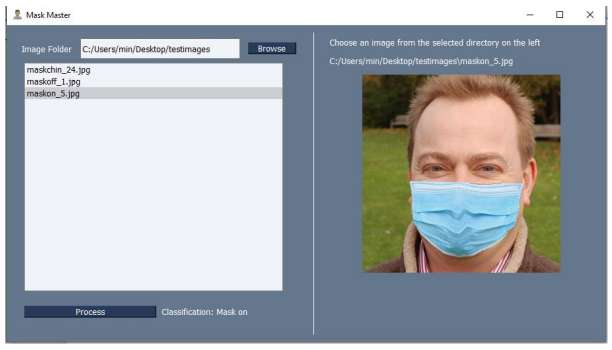 Mask Master
Image Folder C:/Users/min/Desktop/testimages Browse
maskchin_24.jpg
maskoff_1.jpg
maskon_5.jpg
Process Classification: Mask on
Choose an image from the selected directory on the left
C:/Users/min/Desktop/testimages\maskon_5.jpg